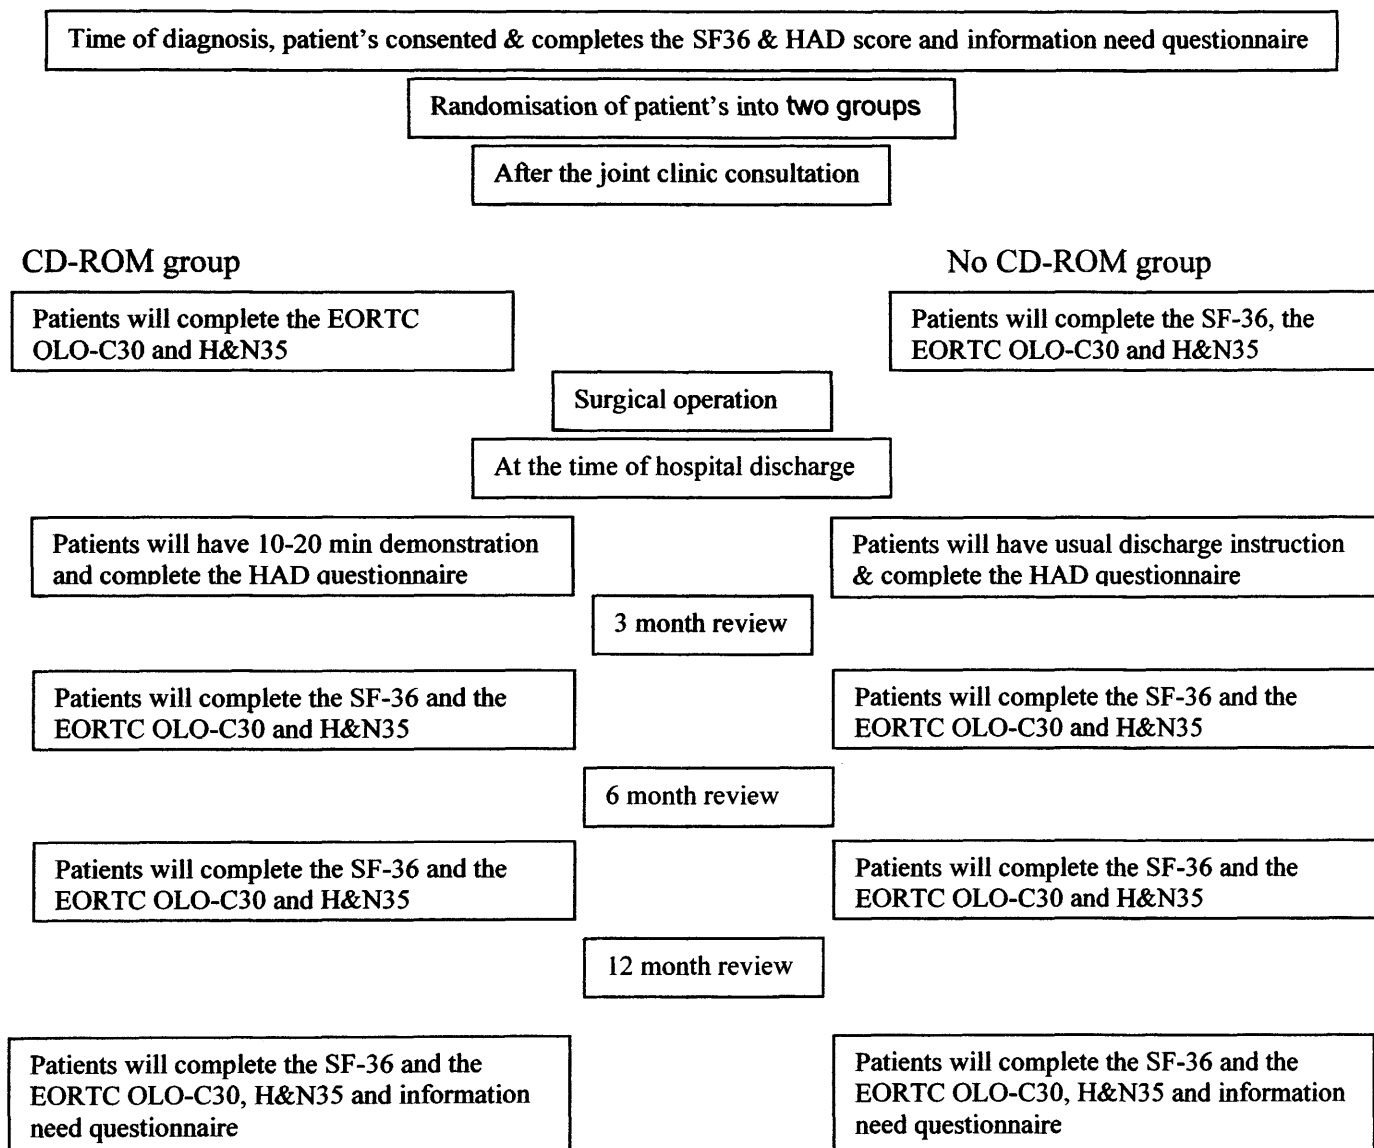 Time of diagnosis, patient's consented & completes the SF36 & HAD score and information need questionnaire
Randomisation of patient's into two groups
After the joint clinic consultation
CD-ROM group
No CD-ROM group
Patients will complete the EORTC
OLO-C30 and H&N35
Patients will complete the SF-36, the
EORTC OLO-C30 and H&N35
Surgical operation
At the time of hospital discharge
Patients will have 10-20 min demonstration
and complete the HAD questionnaire
Patients will have usual discharge instruction
& complete the HAD questionnaire
3 month review
Patients will complete the SF-36 and the
EORTC OLO-C30 and H&N35
Patients will complete the SF-36 and the
EORTC OLO-C30 and H&N35
6 month review
Patients will complete the SF-36 and the
EORTC OLO-C30 and H&N35
Patients will complete the SF-36 and the
EORTC OLO-C30 and H&N35
12 month review
Patients will complete the SF-36 and the
EORTC OLO-C30, H&N35 and information
need questionnaire
Patients will complete the SF-36 and the
EORTC OLO-C30, H&N35 and information
need questionnaire